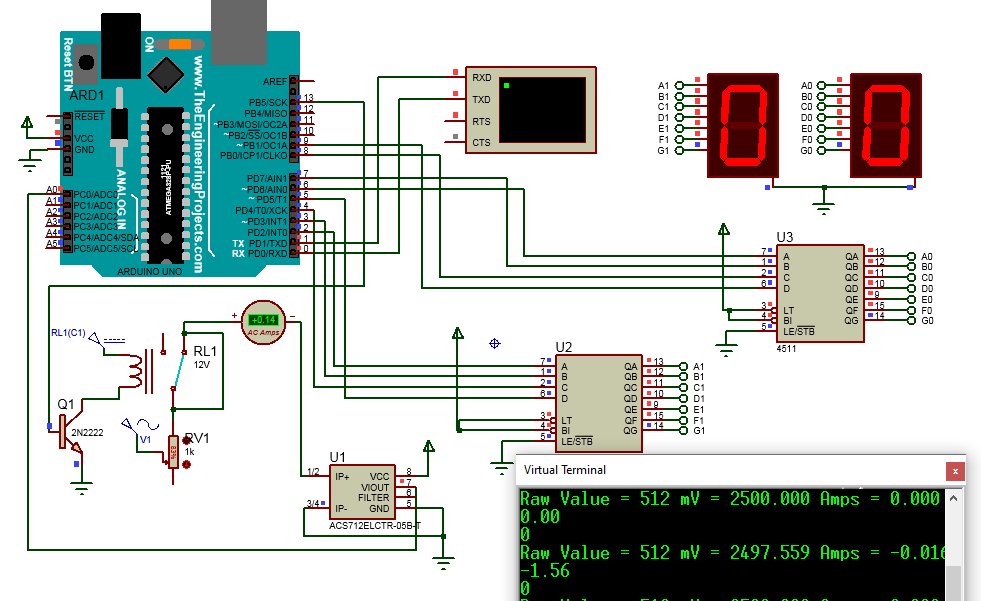 Reset BTN
ON
www.TheEngineeringProjects.com
ARD1
RESET
VCC
GND
ANALOG IN
1121
ATMEGA328P-PU
AREF
PB5/SCK 13
PB4/MISO 12
~PB3/MOSI/OC2A 11
~PB2/SS/OC1B 10
~PB1/OC1A 9
PB0/ICP1/CLKO 8
PD7/AIN1 7
~PD6/AIN0 6
~PD5/T1 5
PD4/T0/XCK 4
~PD3/INT1 3
PD2/INT0 2
TX PD1/TXD 1
RX PD0/RXD 0
A0 PC0/ADC0
A1 PC1/ADC1
A2 PC2/ADC2
A3 PC3/ADC3
A4 PC4/ADC4/SDA
A5 PC5/ADC5/SCL
ARDUINO UNO
RXD
TXD
RTS
CTS
A1
B1
C1
D1
E1
F1
G1
A0
B0
C0
D0
E0
F0
G0
U3
7 A QA 13 A0
1 B QB 12 B0
2 C QC 11 C0
6 D QD 10 D0
QE 9 E0
3 LT QF 15 F0
4 BI QG 14 G0
5 LE/STB
4511
U2
7 A QA 13 A1
1 B QB 12 B1
2 C QC 11 C1
6 D QD 10 D1
QE 9 E1
3 LT QF 15 F1
4 BI QG 14 G1
5 LE/STB
RL1(C1)
+ +0.14 −
AC Amps
RL1
12V
Q1
2N2222
V1
RV1
1k
83%
U1
1/2 IP+ VCC 8
VIOUT 7
FILTER 6
3/4 IP- GND 5
ACS712ELCTR-05B-T
Virtual Terminal
x
Raw Value = 512 mV = 2500.000 Amps = 0.000
0.00
0
Raw Value = 512 mV = 2497.559 Amps = -0.016
-1.56
0